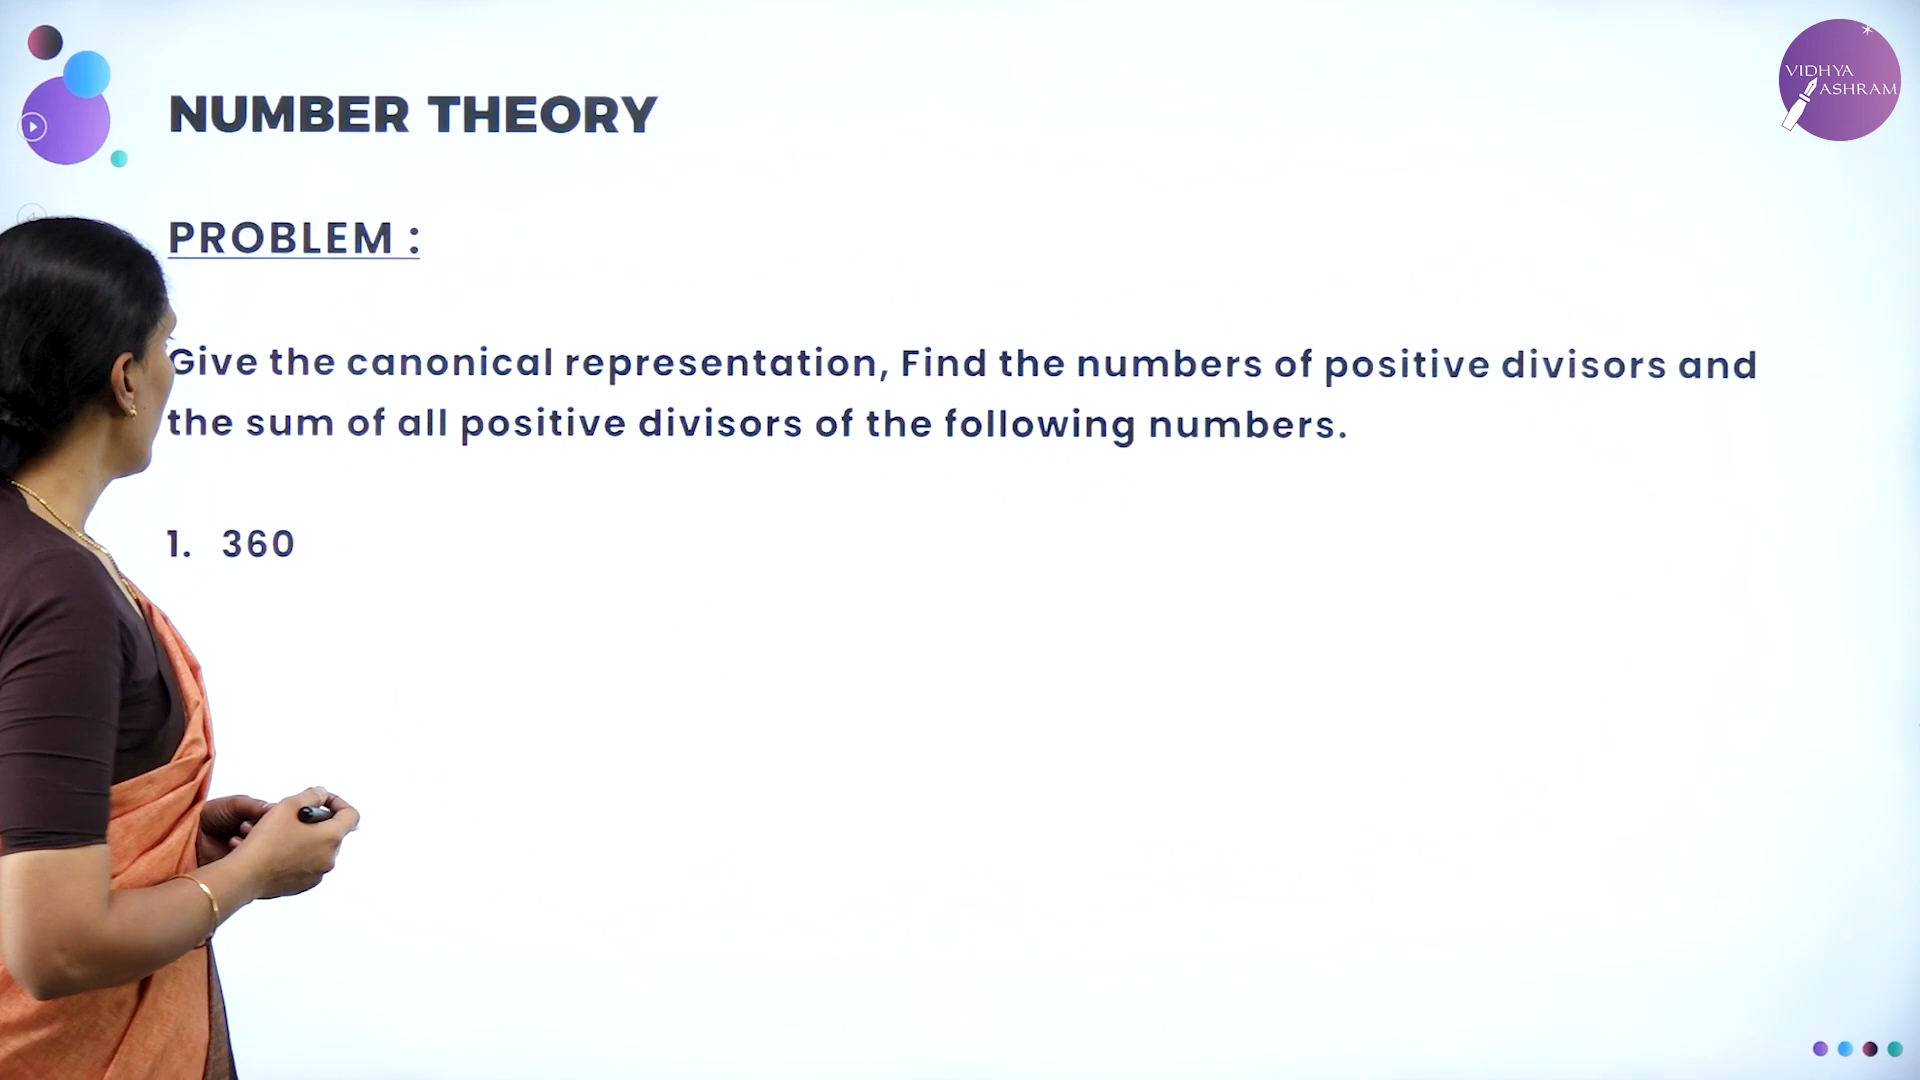 VIDHYA
ASHRAM
NUMBER THEORY
PROBLEM :
Give the canonical representation, Find the numbers of positive divisors and
the sum of all positive divisors of the following numbers.
1. 360